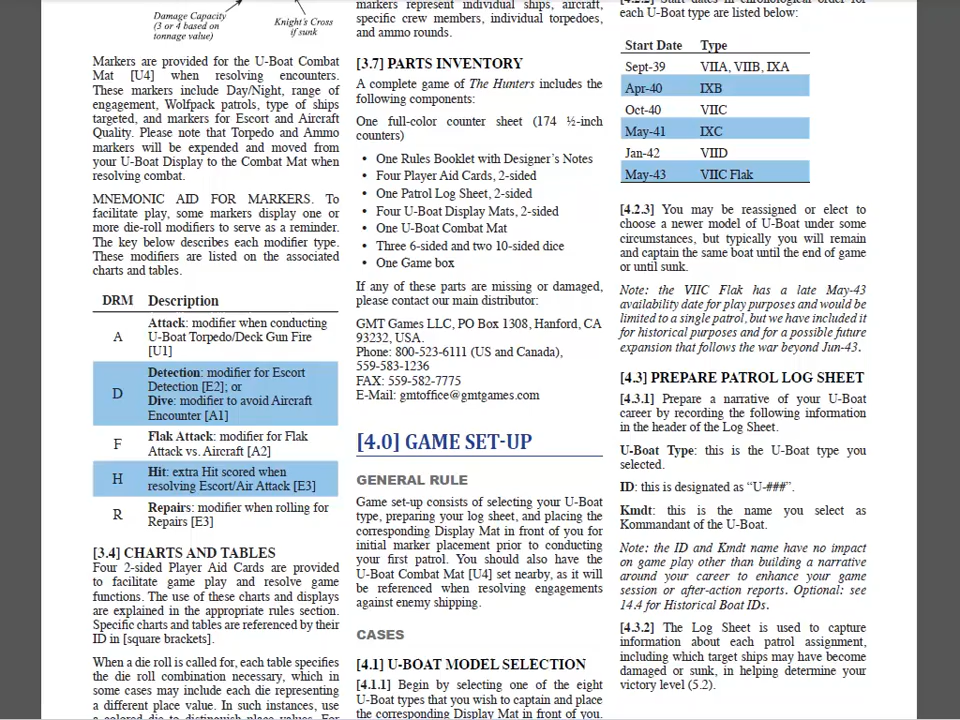 Damage Capacity
(3 or 4 based on
tonnage value)
Knight's Cross
if sunk
Markers are provided for the U-Boat Combat
Mat [U4] when resolving encounters.
These markers include Day/Night, range of
engagement, Wolfpack patrols, type of ships
targeted, and markers for Escort and Aircraft
Quality. Please note that Torpedo and Ammo
markers will be expended and moved from
your U-Boat Display to the Combat Mat when
resolving combat.
MNEMONIC AID FOR MARKERS. To
facilitate play, some markers display one or
more die-roll modifiers to serve as a reminder.
The key below describes each modifier type.
These modifiers are listed on the associated
charts and tables.
DRM Description
A Attack: modifier when conducting
U-Boat Torpedo/Deck Gun Fire
[U1]
D Detection: modifier for Escort
Detection [E2]; or
Dive: modifier to avoid Aircraft
Encounter [A1]
F Flak Attack: modifier for Flak
Attack vs. Aircraft [A2]
H Hit: extra Hit scored when
resolving Escort/Air Attack [E3]
R Repairs: modifier when rolling for
Repairs [E3]
[3.4] CHARTS AND TABLES
Four 2-sided Player Aid Cards are provided
to facilitate game play and resolve game
functions. The use of these charts and displays
are explained in the appropriate rules section.
Specific charts and tables are referenced by their
ID in [square brackets].
When a die roll is called for, each table specifies
the die roll combination necessary, which in
some cases may include each die representing
a different place value. In such instances, use
a colored die to distinguish place values. For
markers represent individual ships, aircraft,
specific crew members, individual torpedoes,
and ammo rounds.
[3.7] PARTS INVENTORY
A complete game of The Hunters includes the
following components:
One full-color counter sheet (174 ½-inch
counters)
• One Rules Booklet with Designer's Notes
• Four Player Aid Cards, 2-sided
• One Patrol Log Sheet, 2-sided
• Four U-Boat Display Mats, 2-sided
• One U-Boat Combat Mat
• Three 6-sided and two 10-sided dice
• One Game box
If any of these parts are missing or damaged,
please contact our main distributor:
GMT Games LLC, PO Box 1308, Hanford, CA
93232, USA.
Phone: 800-523-6111 (US and Canada),
559-583-1236
FAX: 559-582-7775
E-Mail: gmtoffice@gmtgames.com
[4.0] GAME SET-UP
GENERAL RULE
Game set-up consists of selecting your U-Boat
type, preparing your log sheet, and placing the
corresponding Display Mat in front of you for
initial marker placement prior to conducting
your first patrol. You should also have the
U-Boat Combat Mat [U4] set nearby, as it will
be referenced when resolving engagements
against enemy shipping.
CASES
[4.1] U-BOAT MODEL SELECTION
[4.1.1] Begin by selecting one of the eight
U-Boat types that you wish to captain and place
the corresponding Display Mat in front of you.
[4.2.2] Start dates in chronological order for
each U-Boat type are listed below:
Start Date Type
Sept-39 VIIA, VIIB, IXA
Apr-40 IXB
Oct-40 VIIC
May-41 IXC
Jan-42 VIID
May-43 VIIC Flak
[4.2.3] You may be reassigned or elect to
choose a newer model of U-Boat under some
circumstances, but typically you will remain
and captain the same boat until the end of game
or until sunk.
Note: the VIIC Flak has a late May-43
availability date for play purposes and would be
limited to a single patrol, but we have included it
for historical purposes and for a possible future
expansion that follows the war beyond Jun-43.
[4.3] PREPARE PATROL LOG SHEET
[4.3.1] Prepare a narrative of your U-Boat
career by recording the following information
in the header of the Log Sheet.
U-Boat Type: this is the U-Boat type you
selected.
ID: this is designated as “U-###”.
Kmdt: this is the name you select as
Kommandant of the U-Boat.
Note: the ID and Kmdt name have no impact
on game play other than building a narrative
around your career to enhance your game
session or after-action reports. Optional: see
14.4 for Historical Boat IDs.
[4.3.2] The Log Sheet is used to capture
information about each patrol assignment,
including which target ships may have become
damaged or sunk, in helping determine your
victory level (5.2).